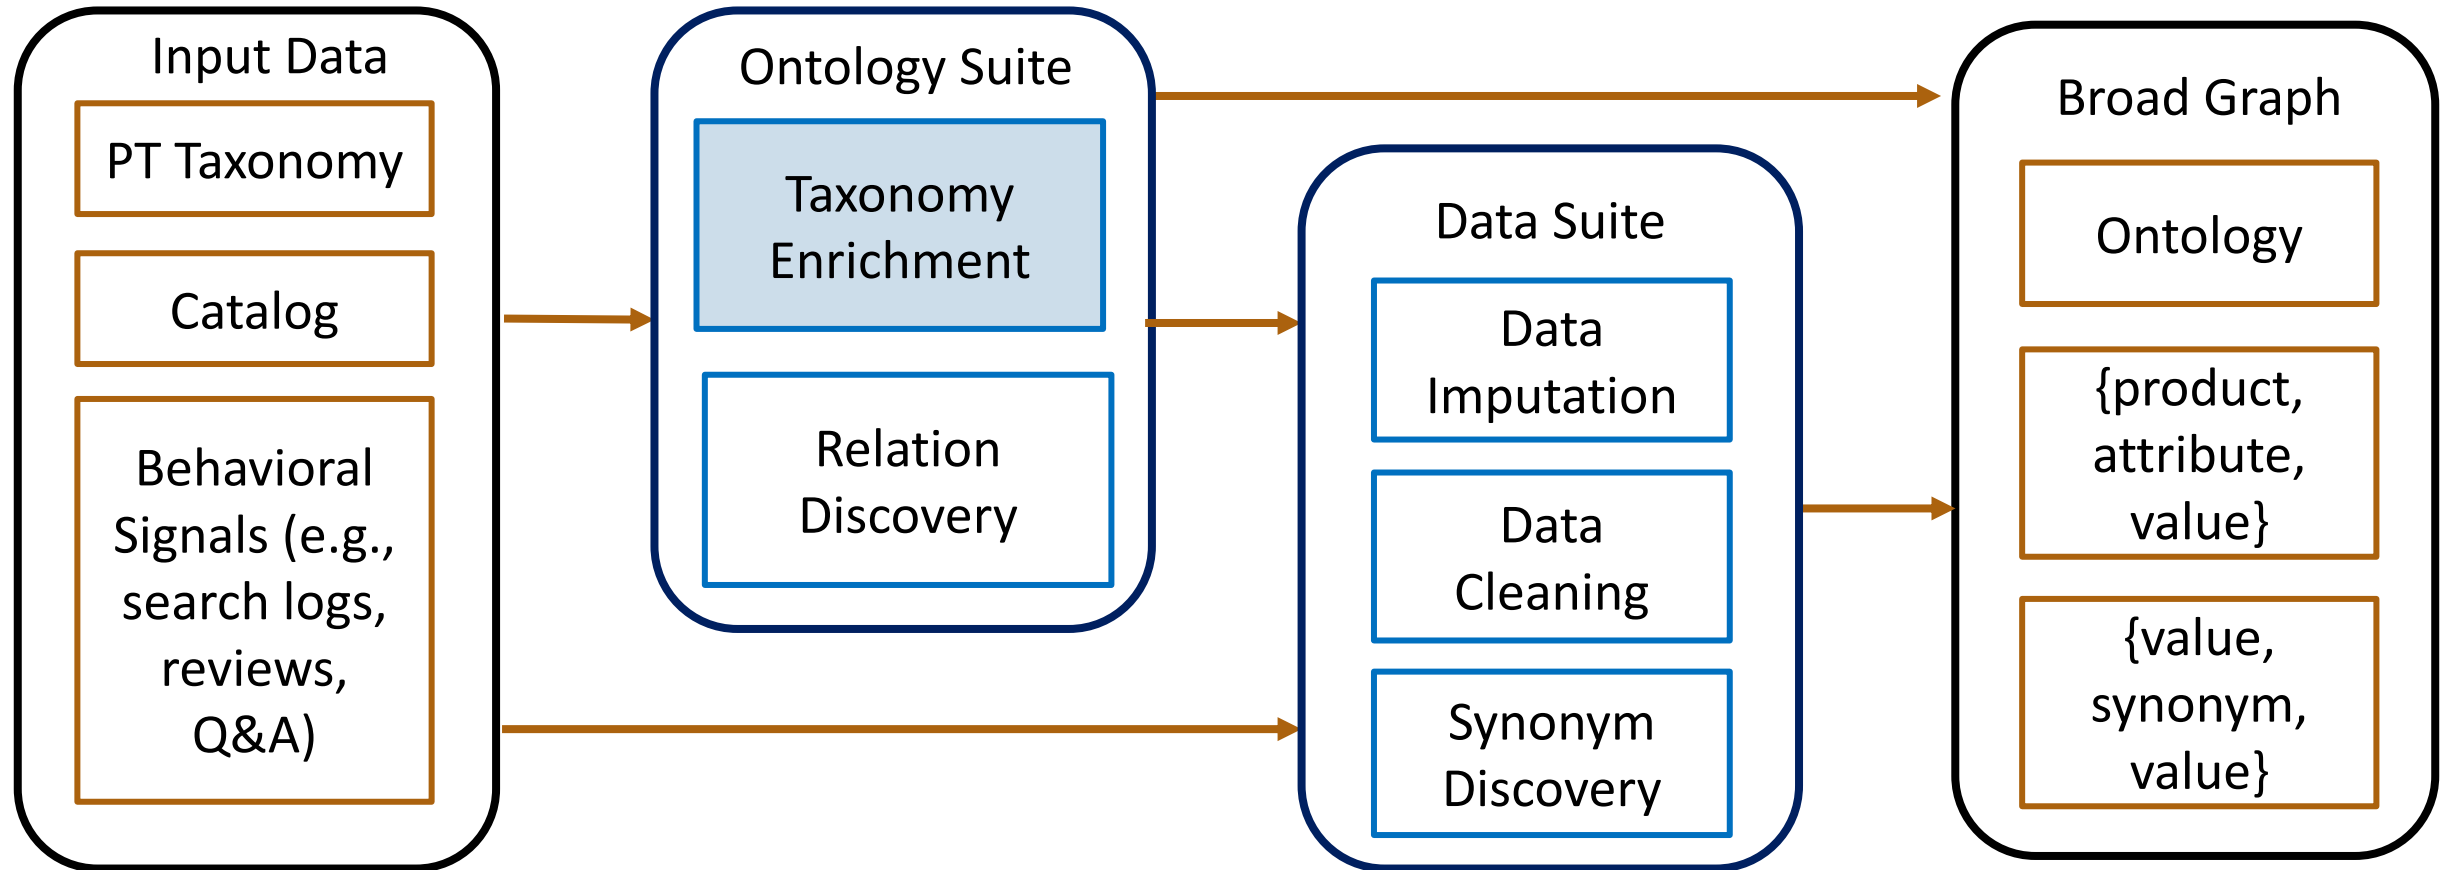 Input Data
PT Taxonomy
Catalog
Behavioral
Signals (e.g.,
search logs,
reviews,
Q&A)
Ontology Suite
Taxonomy
Enrichment
Relation
Discovery
Data Suite
Data
Imputation
Data
Cleaning
Synonym
Discovery
Broad Graph
Ontology
{product,
attribute,
value}
{value,
synonym,
value}